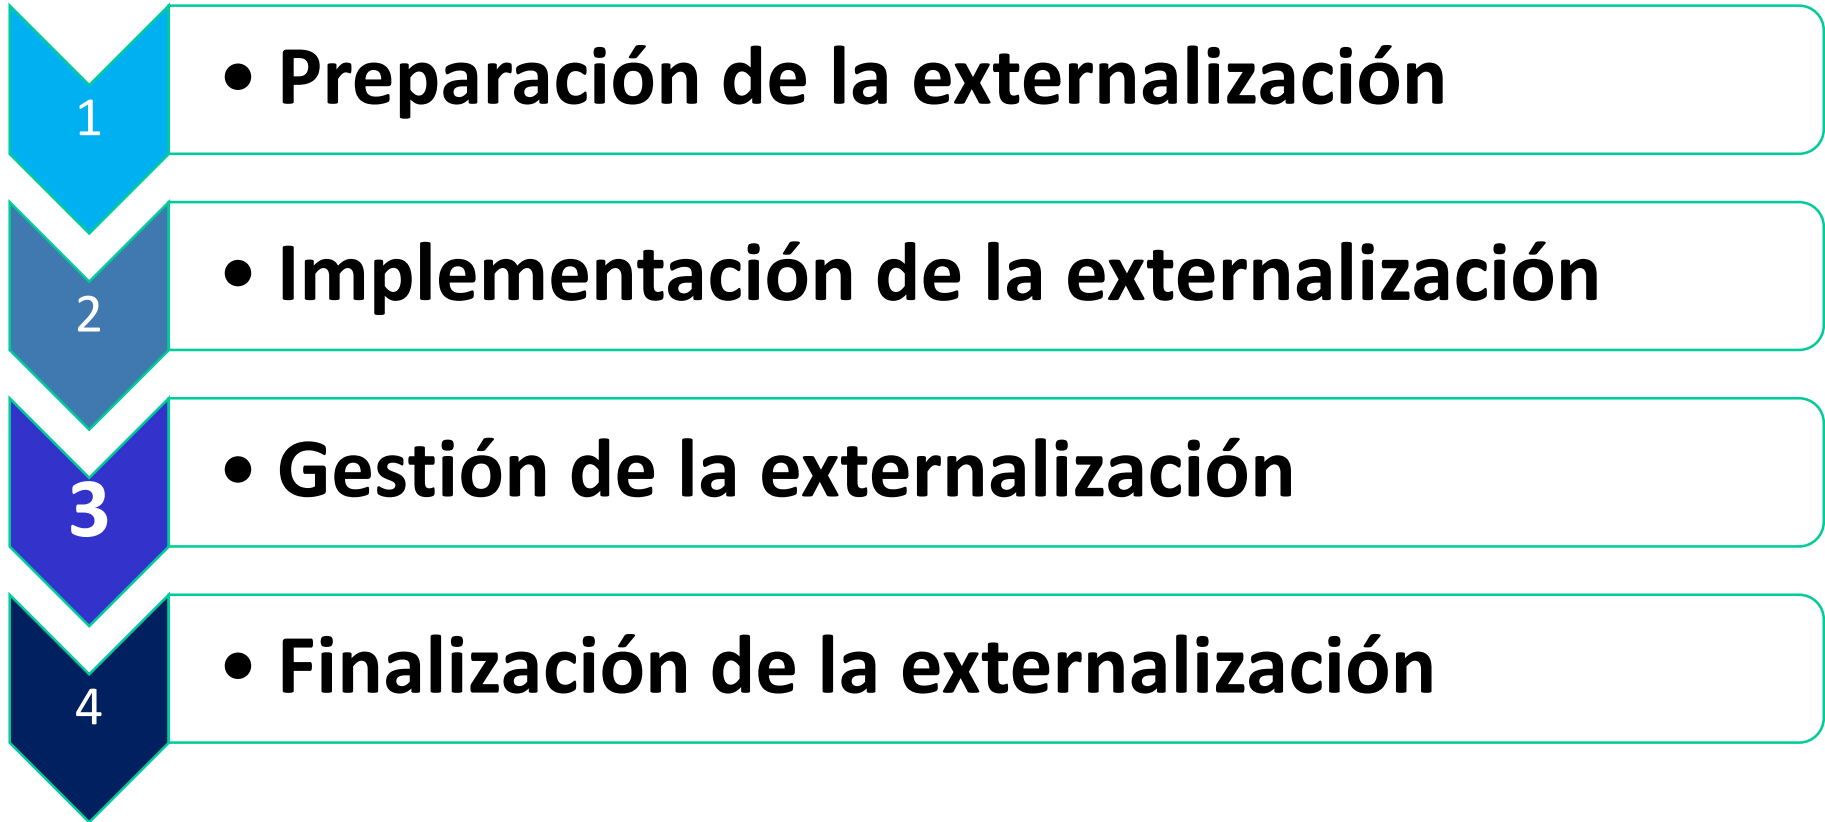 1
• Preparación de la externalización
2
• Implementación de la externalización
3
• Gestión de la externalización
4
• Finalización de la externalización